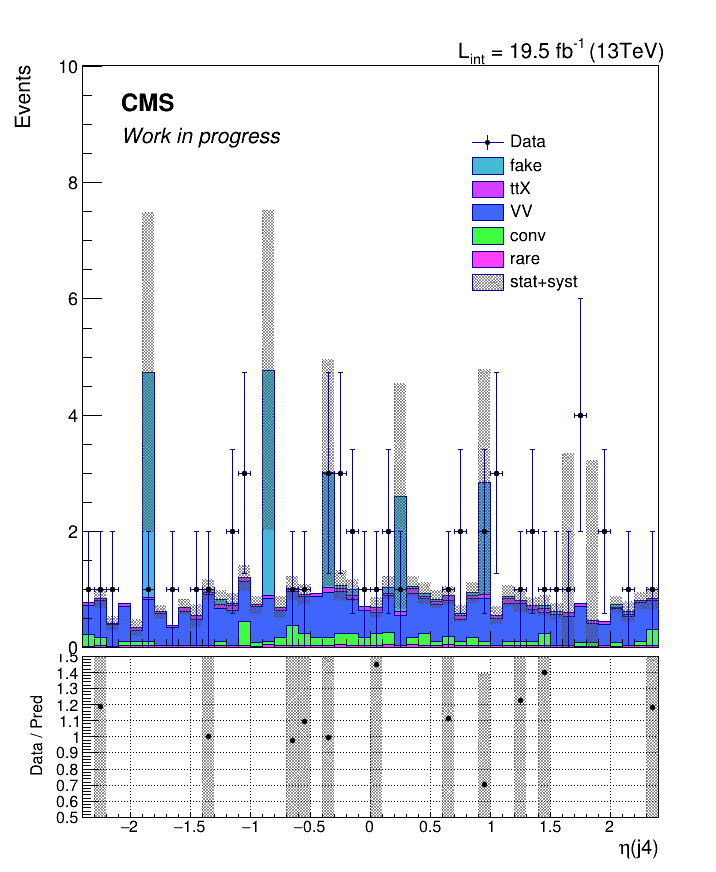 L_int = 19.5 fb^-1 (13TeV)
Events
10
CMS
Work in progress
Data
fake
ttX
VV
conv
rare
stat+syst
8
6
4
2
0
1.5
1.4
1.3
1.2
1.1
1
0.9
0.8
0.7
0.6
0.5
Data / Pred
−2 −1.5 −1 −0.5 0 0.5 1 1.5 2
η(j4)